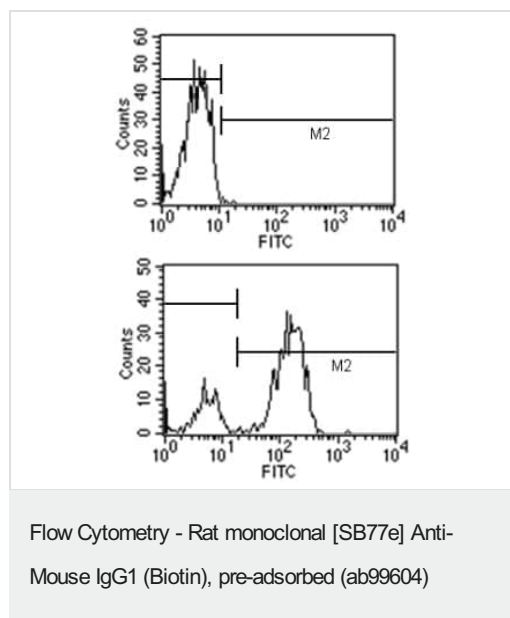 60
50
40
30
20
10
0
Counts
M2
10^0 10^1 10^2 10^3 10^4
FITC
50
40
30
20
10
0
Counts
M2
10^0 10^1 10^2 10^3 10^4
FITC
Flow Cytometry - Rat monoclonal [SB77e] Anti-
Mouse IgG1 (Biotin), pre-adsorbed (ab99604)